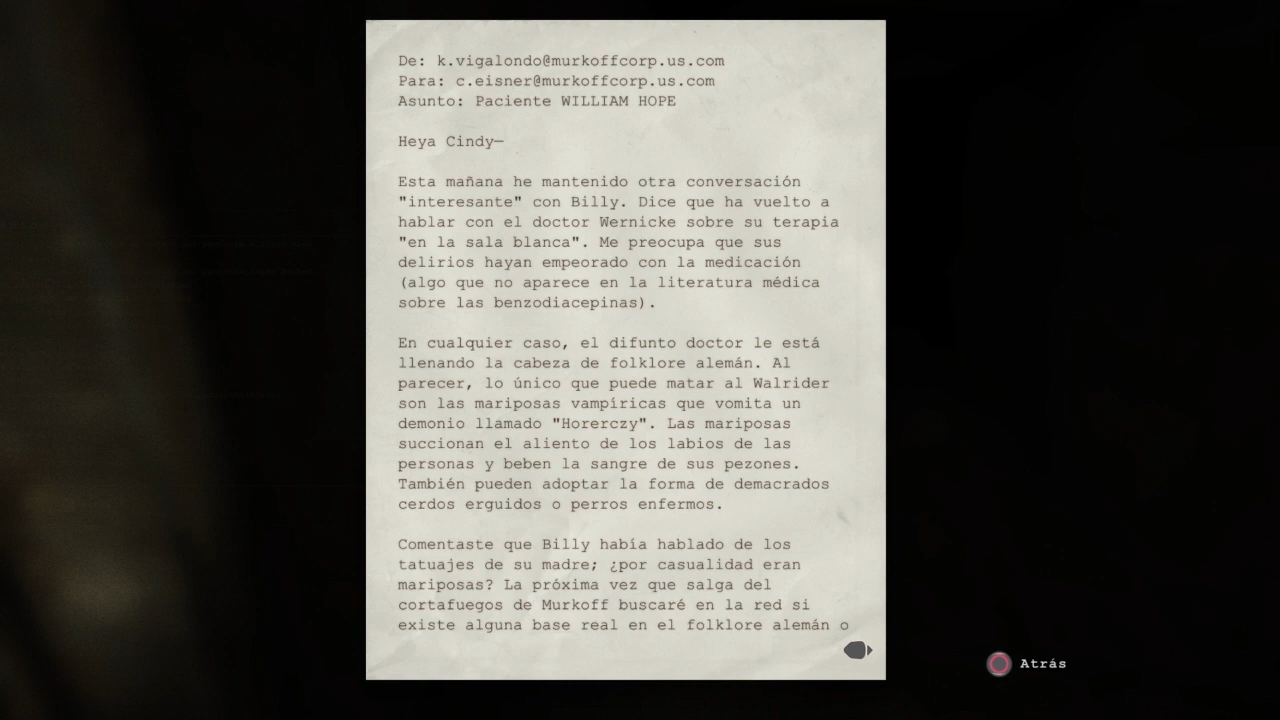 De: k.vigalondo@murkoffcorp.us.com
Para: c.eisner@murkoffcorp.us.com
Asunto: Paciente WILLIAM HOPE
Heya Cindy—
Esta mañana he mantenido otra conversación
"interesante" con Billy. Dice que ha vuelto a
hablar con el doctor Wernicke sobre su terapia
"en la sala blanca". Me preocupa que sus
delirios hayan empeorado con la medicación
(algo que no aparece en la literatura médica
sobre las benzodiacepinas).
En cualquier caso, el difunto doctor le está
llenando la cabeza de folklore alemán. Al
parecer, lo único que puede matar al Walrider
son las mariposas vampíricas que vomita un
demonio llamado "Horerczy". Las mariposas
succionan el aliento de los labios de las
personas y beben la sangre de sus pezones.
También pueden adoptar la forma de demacrados
cerdos erguidos o perros enfermos.
Comentaste que Billy había hablado de los
tatuajes de su madre; ¿por casualidad eran
mariposas? La próxima vez que salga del
cortafuegos de Murkoff buscaré en la red si
existe alguna base real en el folklore alemán o
Atrás